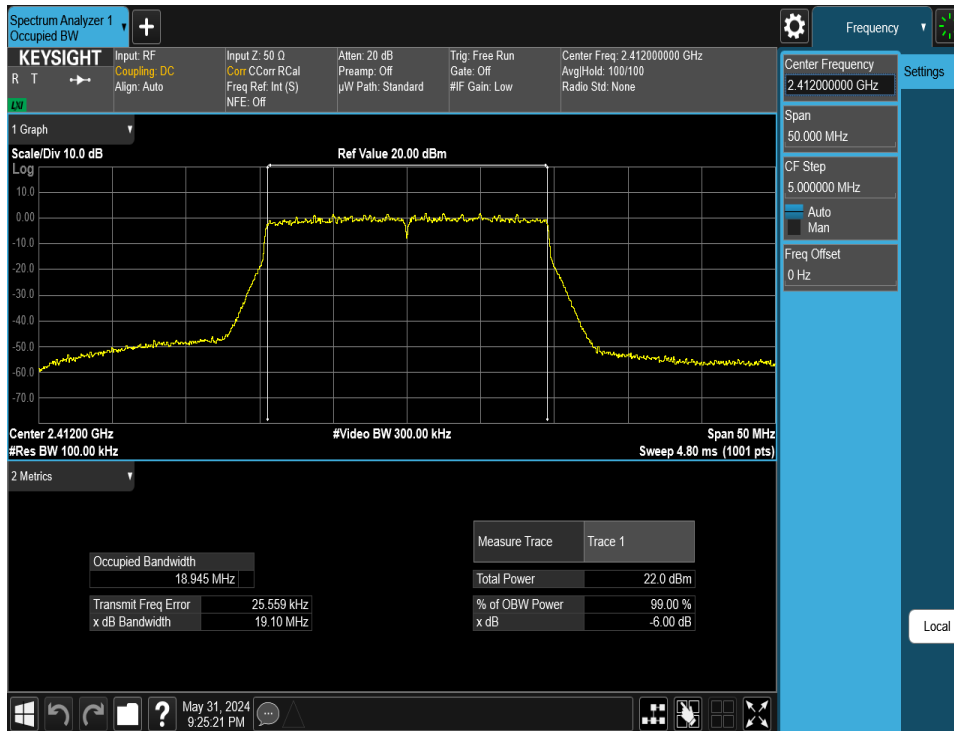 Spectrum Analyzer 1
Occupied BW
+
Frequency
KEYSIGHT
R T
LXI
Input: RF
Coupling: DC
Align: Auto
Input Z: 50 Ω
Corr CCorr RCal
Freq Ref: Int (S)
NFE: Off
Atten: 20 dB
Preamp: Off
µW Path: Standard
Trig: Free Run
Gate: Off
#IF Gain: Low
Center Freq: 2.412000000 GHz
Avg|Hold: 100/100
Radio Std: None
Center Frequency
2.412000000 GHz
Settings
Span
50.000 MHz
CF Step
5.000000 MHz
Auto
Man
Freq Offset
0 Hz
Local
1 Graph
Scale/Div 10.0 dB
Ref Value 20.00 dBm
Log
10.0
0.00
-10.0
-20.0
-30.0
-40.0
-50.0
-60.0
-70.0
Center 2.41200 GHz
#Video BW 300.00 kHz
Span 50 MHz
#Res BW 100.00 kHz
Sweep 4.80 ms (1001 pts)
2 Metrics
Occupied Bandwidth
18.945 MHz
Transmit Freq Error 25.559 kHz
x dB Bandwidth 19.10 MHz
Measure Trace Trace 1
Total Power 22.0 dBm
% of OBW Power 99.00 %
x dB -6.00 dB
?
May 31, 2024
9:25:21 PM